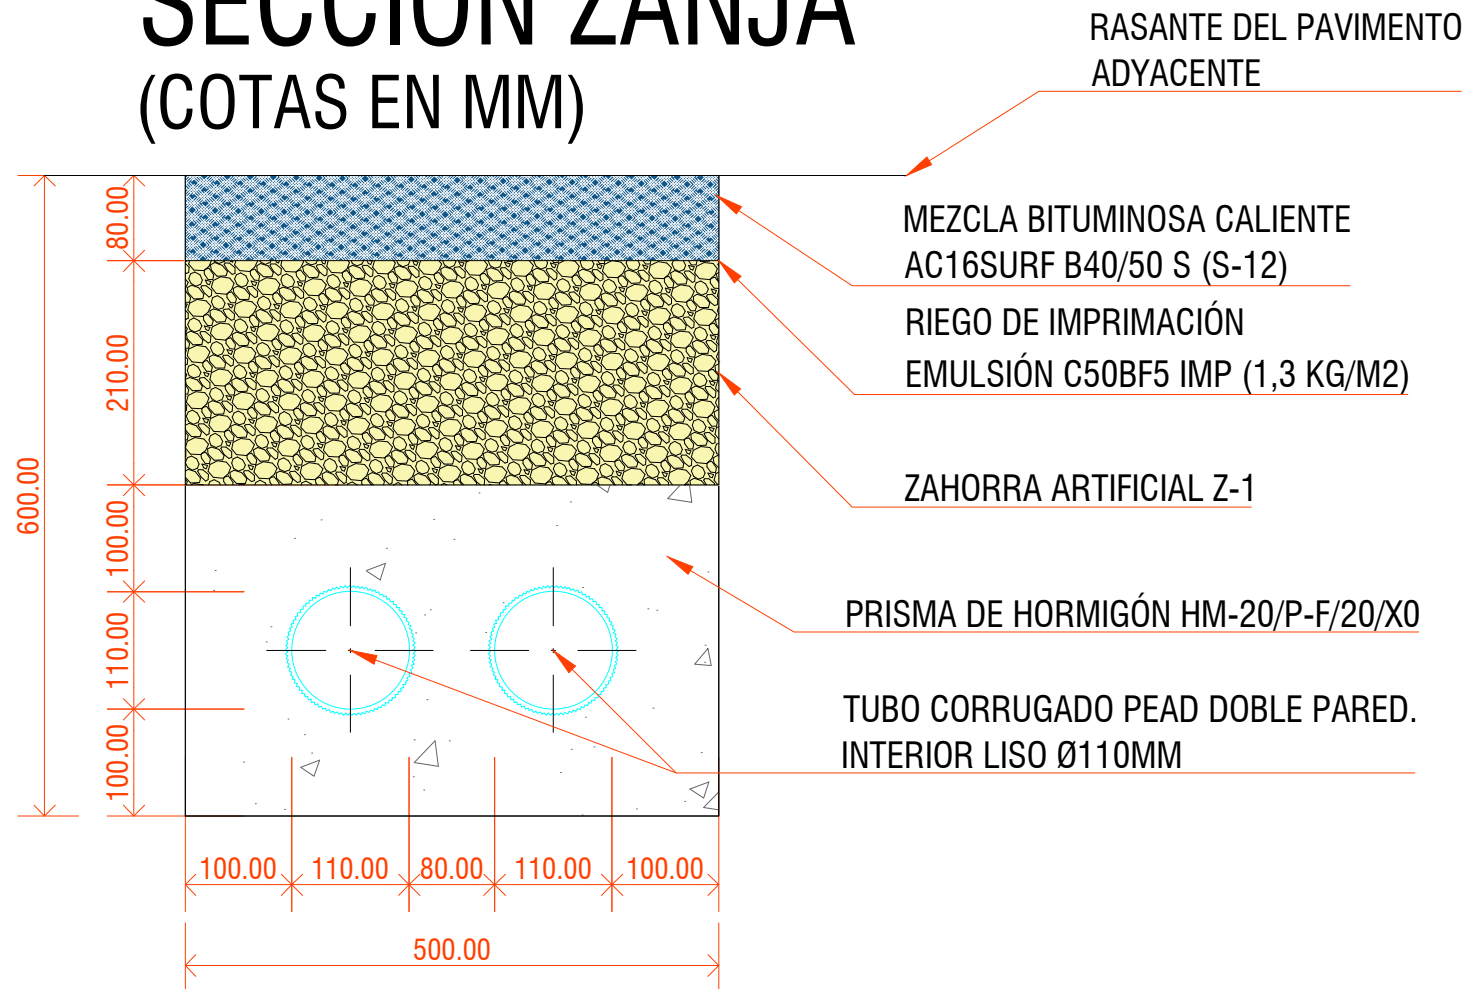 SECCIÓN ZANJA
(COTAS EN MM)
RASANTE DEL PAVIMENTO
ADYACENTE
MEZCLA BITUMINOSA CALIENTE
AC16SURF B40/50 S (S-12)
RIEGO DE IMPRIMACIÓN
EMULSIÓN C50BF5 IMP (1,3 KG/M2)
ZAHORRA ARTIFICIAL Z-1
PRISMA DE HORMIGÓN HM-20/P-F/20/X0
TUBO CORRUGADO PEAD DOBLE PARED.
INTERIOR LISO Ø110MM
600.00
80.00
210.00
100.00
110.00
100.00
100.00 110.00 80.00 110.00 100.00
500.00